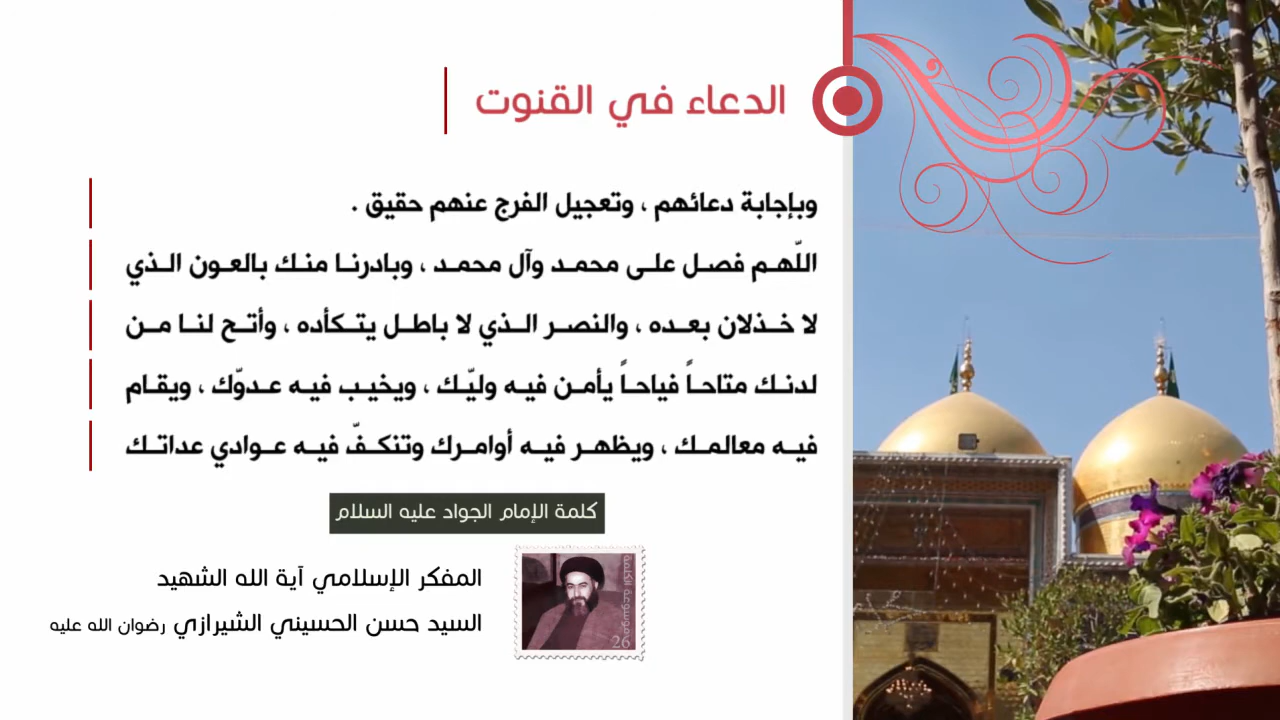 الدعاء في القنوت
وبإجابة دعائهم ، وتعجيل الفرج عنهم حقيق .
اللّهـم فصـل علـى محمـد وآل محمـد ، وبادرنـا منـك بالعـون الـذي
لا خـذلان بعـده ، والنصـر الـذي لا باطـل يتـكأده ، وأتـح لنـا مـن
لدنـك متاحـاً فياحـاً يأمـن فيـه وليّـك ، ويخيـب فيـه عـدوّك ، ويقـام
فيـه معالمـك ، ويظهـر فيـه أوامـرك وتنكـفّ فيـه عـوادي عداتـك
كلمة الإمام الجواد عليه السلام
المفكر الإسلامي آية الله الشهيد
السيد حسن الحسيني الشيرازي رضوان الله عليه
موسوعة الكلمة
26